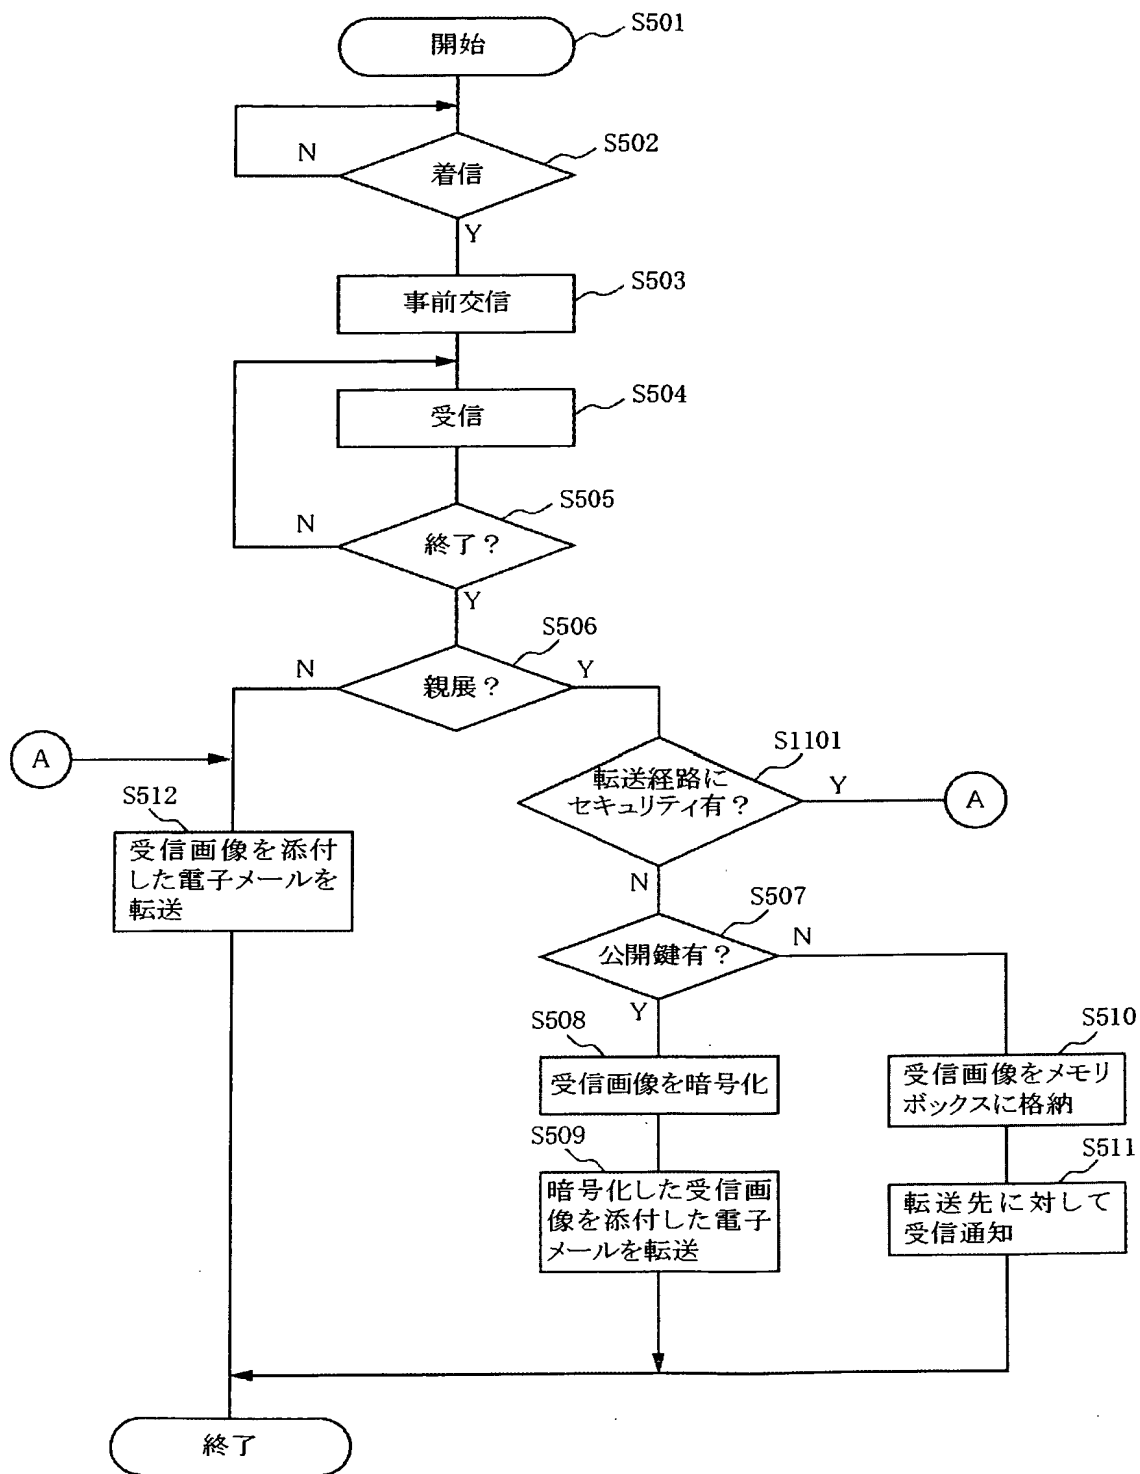 開始
S501
着信
S502
N
Y
事前交信
S503
受信
S504
終了？
S505
N
Y
親展？
S506
N
Y
A
転送経路に
セキュリティ有？
S1101
Y
A
N
S512
受信画像を添付
した電子メールを
転送
公開鍵有？
S507
N
Y
S508
受信画像を暗号化
S510
受信画像をメモリ
ボックスに格納
S509
暗号化した受信画
像を添付した電子
メールを転送
S511
転送先に対して
受信通知
終了